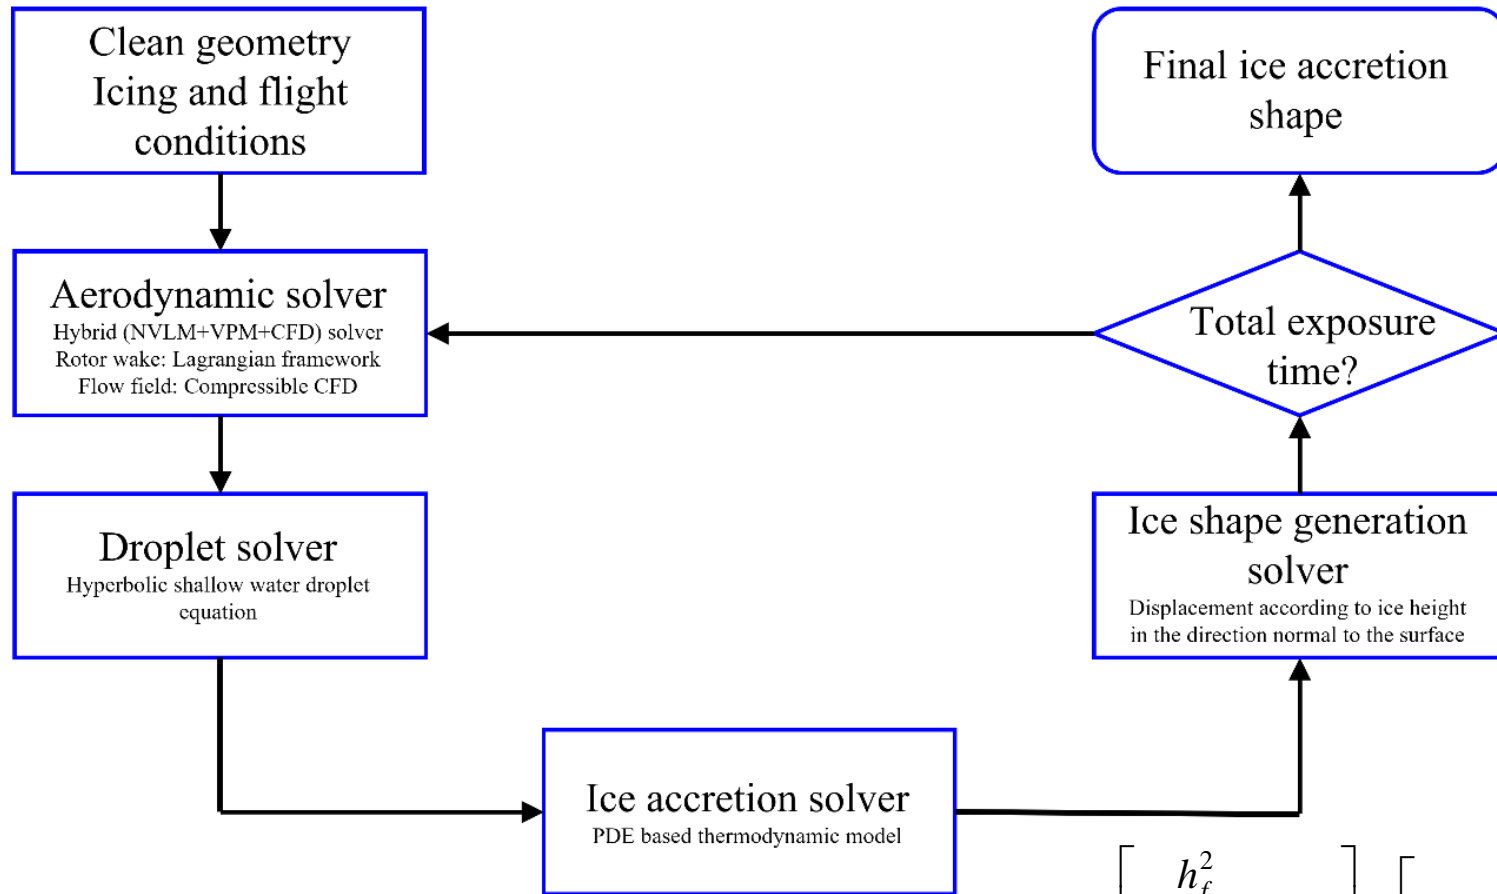 Clean geometry
Icing and flight
conditions
Final ice accretion
shape
Aerodynamic solver
Hybrid (NVLM+VPM+CFD) solver
Rotor wake: Lagrangian framework
Flow field: Compressible CFD
Total exposure
time?
Droplet solver
Hyperbolic shallow water droplet
equation
Ice shape generation
solver
Displacement according to ice height
in the direction normal to the surface
Ice accretion solver
PDE based thermodynamic model
h_f^2